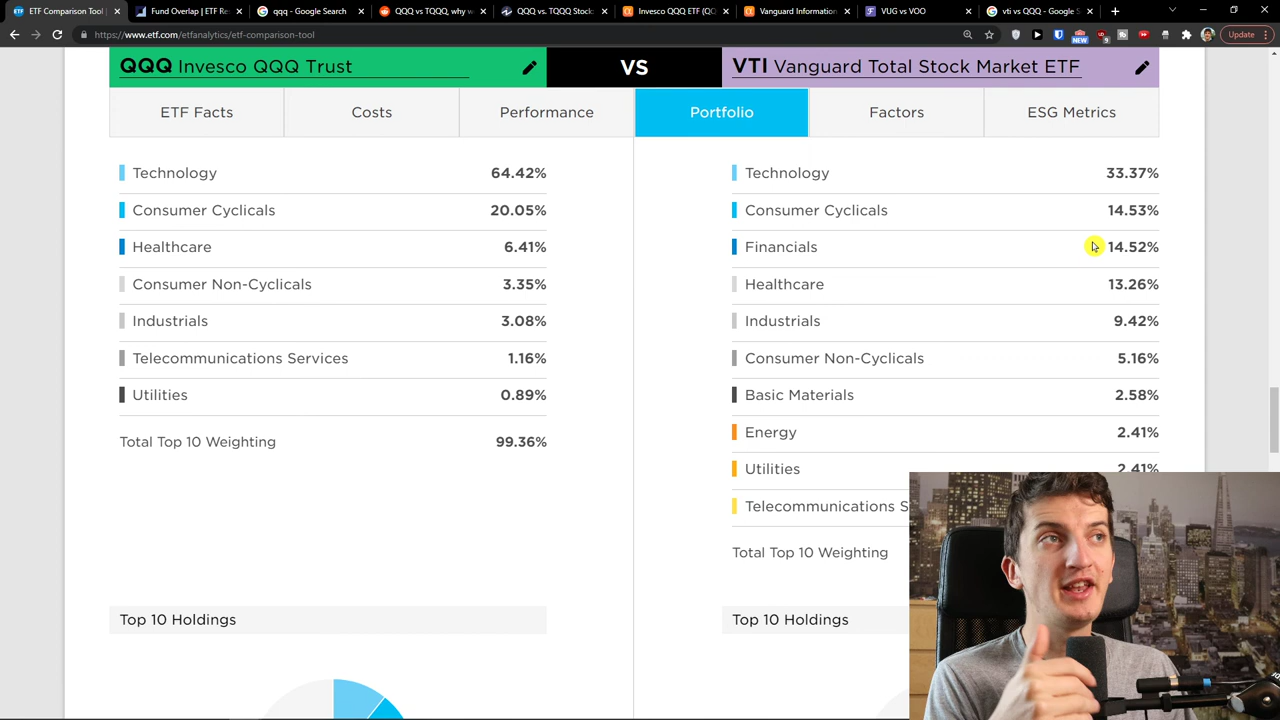 ETF Comparison Tool |
Fund Overlap | ETF Re
qqq - Google Search
QQQ vs TQQQ, why w
QQQ vs. TQQQ Stock
Invesco QQQ ETF (QQ
Vanguard Information
VUG vs VOO
vti vs QQQ - Google S
https://www.etf.com/etfanalytics/etf-comparison-tool
NEW
9
Update
QQQ Invesco QQQ Trust
VS
VTI Vanguard Total Stock Market ETF
ETF Facts
Costs
Performance
Portfolio
Factors
ESG Metrics
Technology 64.42%
Consumer Cyclicals 20.05%
Healthcare 6.41%
Consumer Non-Cyclicals 3.35%
Industrials 3.08%
Telecommunications Services 1.16%
Utilities 0.89%
Total Top 10 Weighting 99.36%
Top 10 Holdings
Technology 33.37%
Consumer Cyclicals 14.53%
Financials 14.52%
Healthcare 13.26%
Industrials 9.42%
Consumer Non-Cyclicals 5.16%
Basic Materials 2.58%
Energy 2.41%
Utilities 2.41%
Telecommunications S
Total Top 10 Weighting
Top 10 Holdings